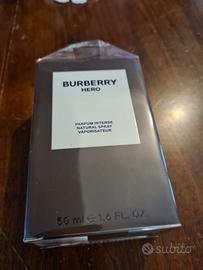 BURBERRY
HERO
PARFUM INTENSE
NATURAL SPRAY
VAPORISATEUR
50 ml ℮ 1.6 FL. OZ.
subito